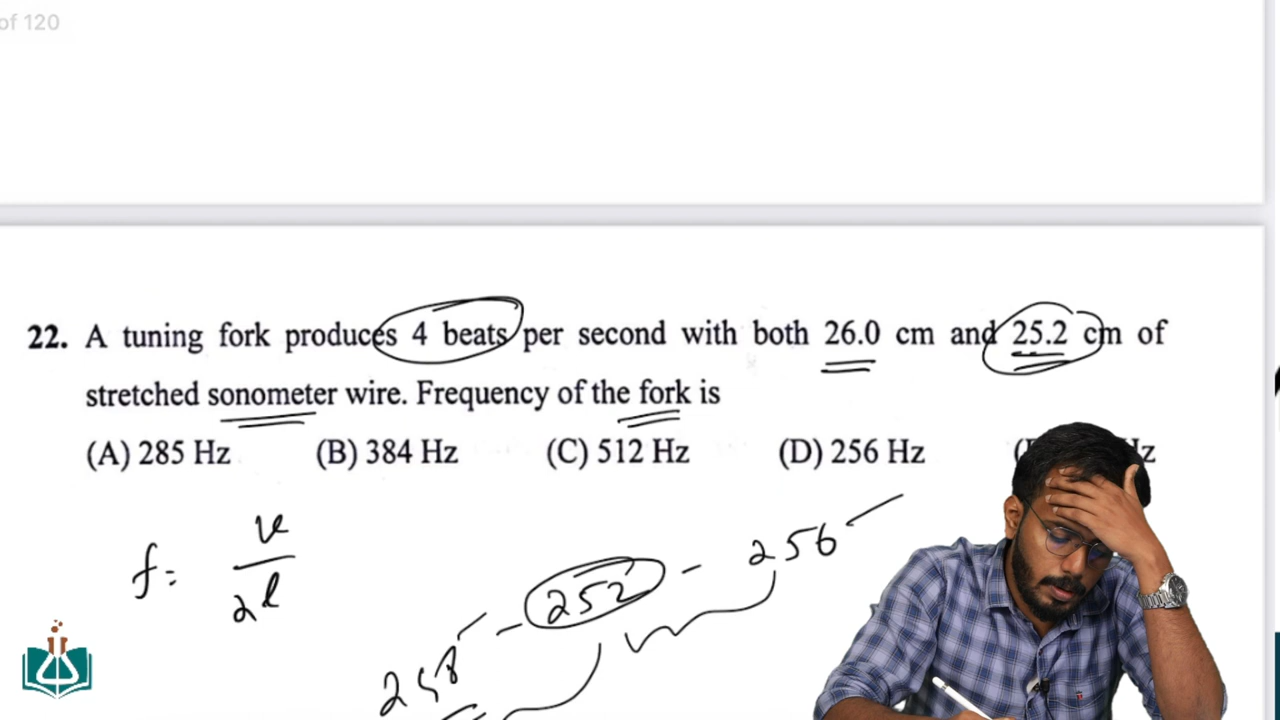 of 120
22. A tuning fork produces 4 beats per second with both 26.0 cm and 25.2 cm of
stretched sonometer wire. Frequency of the fork is
(A) 285 Hz (B) 384 Hz (C) 512 Hz (D) 256 Hz ( Hz
f = v / 2l
248 - 252 - 256